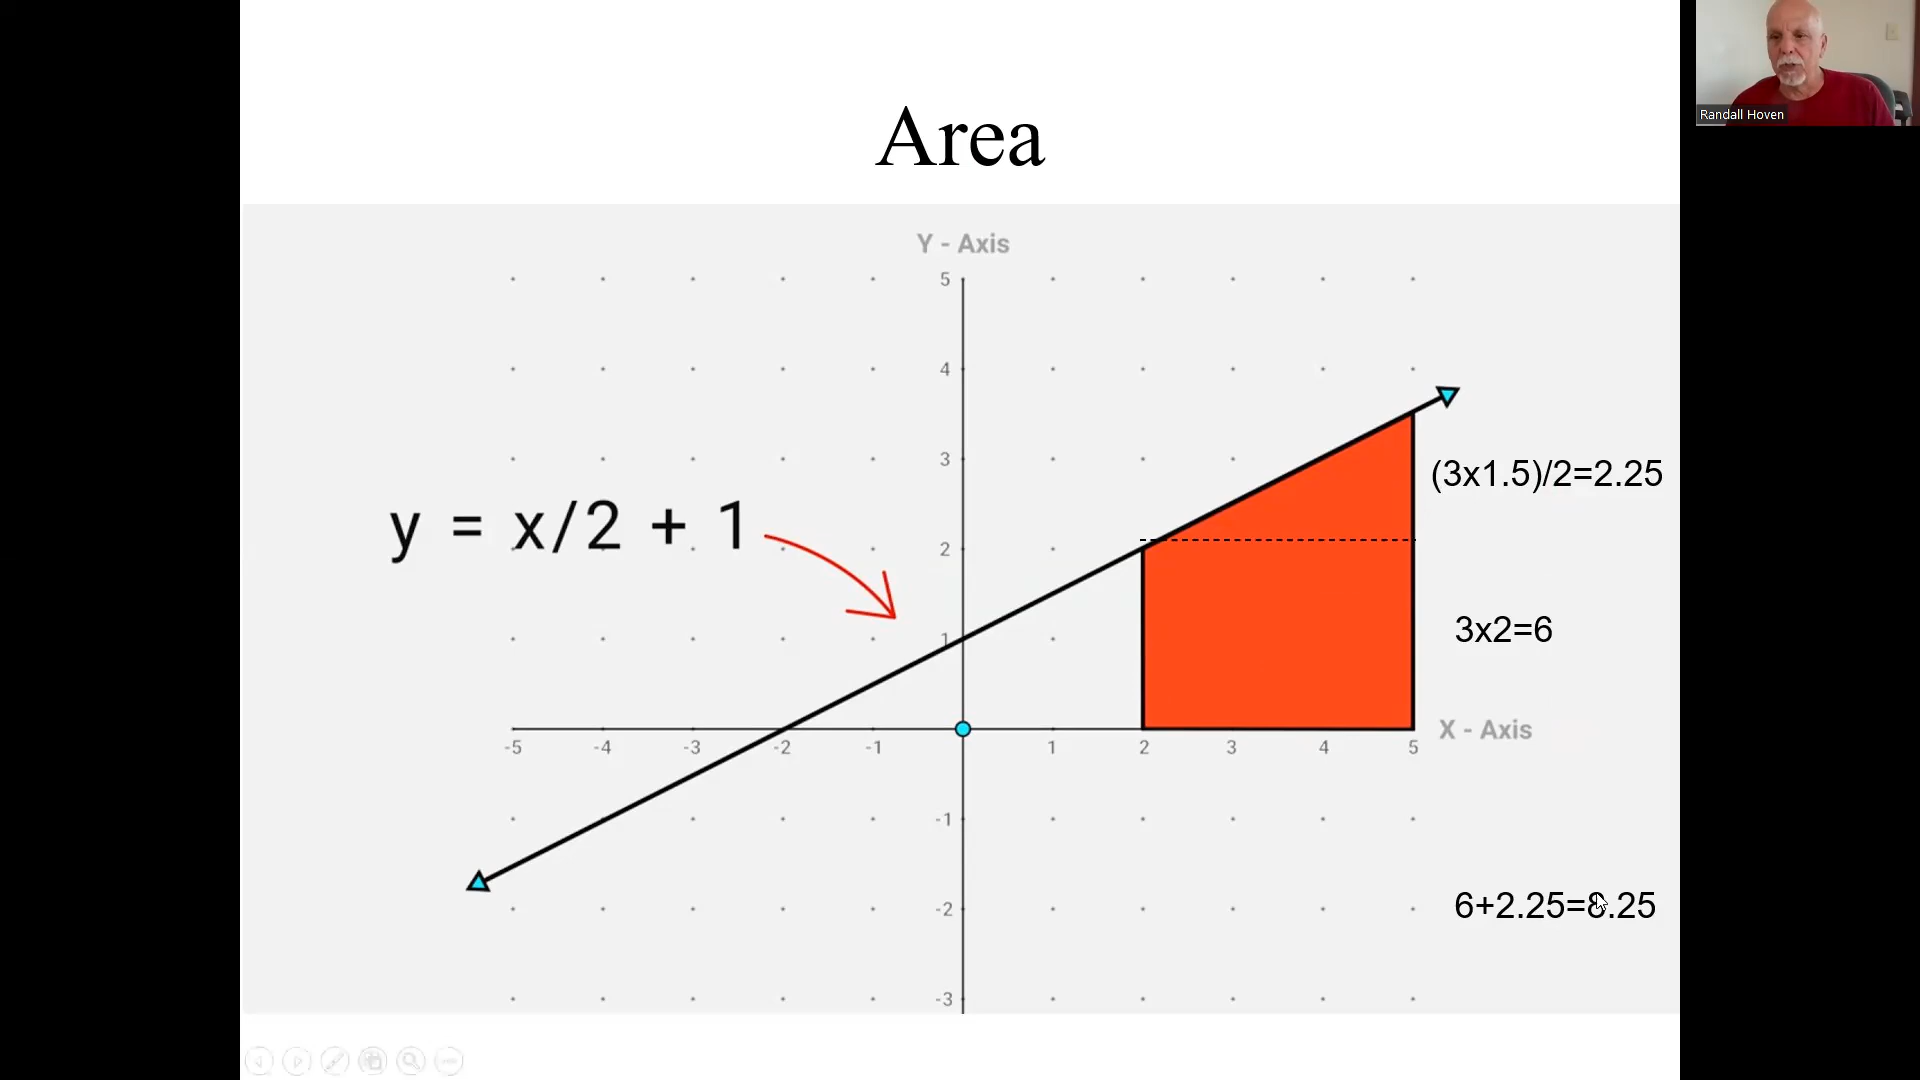 Area
Randall Hoven
Y - Axis
5
4
3
2
1
-1
-2
-3
y = x/2 + 1
(3x1.5)/2=2.25
3x2=6
X - Axis
-5 -4 -3 -2 -1 1 2 3 4 5
6+2.25=8.25